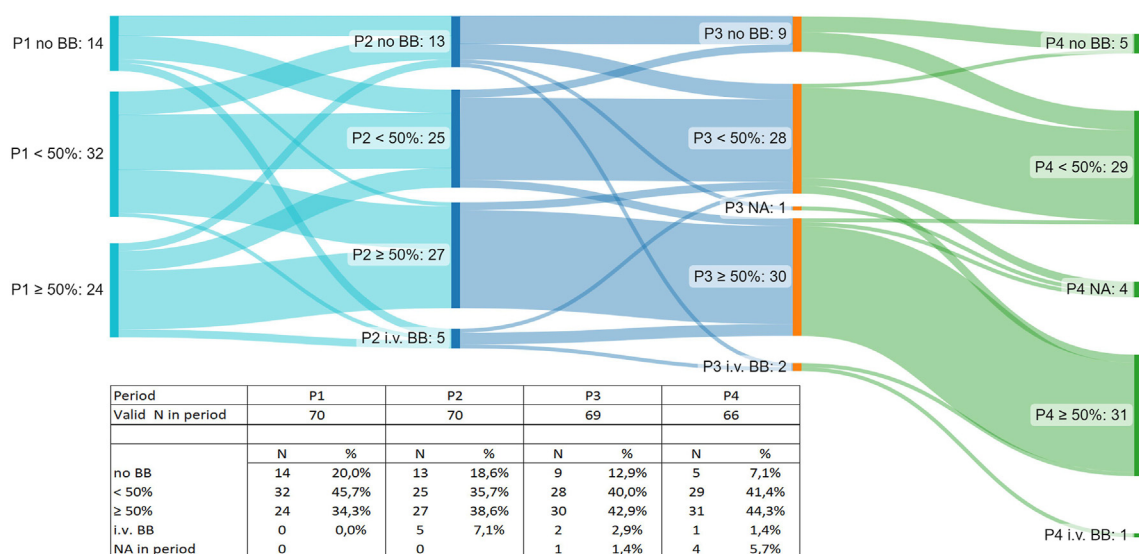 P1 no BB: 14
P2 no BB: 13
P3 no BB: 9
P4 no BB: 5
P1 < 50%: 32
P2 < 50%: 25
P3 < 50%: 28
P4 < 50%: 29
P3 NA: 1
P1 ≥ 50%: 24
P2 ≥ 50%: 27
P3 ≥ 50%: 30
P4 NA: 4
P2 i.v. BB: 5
P3 i.v. BB: 2
P4 ≥ 50%: 31
P4 i.v. BB: 1
Period P1 P2 P3 P4
Valid N in period 70 70 69 66
N % N % N % N %
no BB 14 20,0% 13 18,6% 9 12,9% 5 7,1%
< 50% 32 45,7% 25 35,7% 28 40,0% 29 41,4%
≥ 50% 24 34,3% 27 38,6% 30 42,9% 31 44,3%
i.v. BB 0 0,0% 5 7,1% 2 2,9% 1 1,4%
NA in period 0 0 1 1,4% 4 5,7%